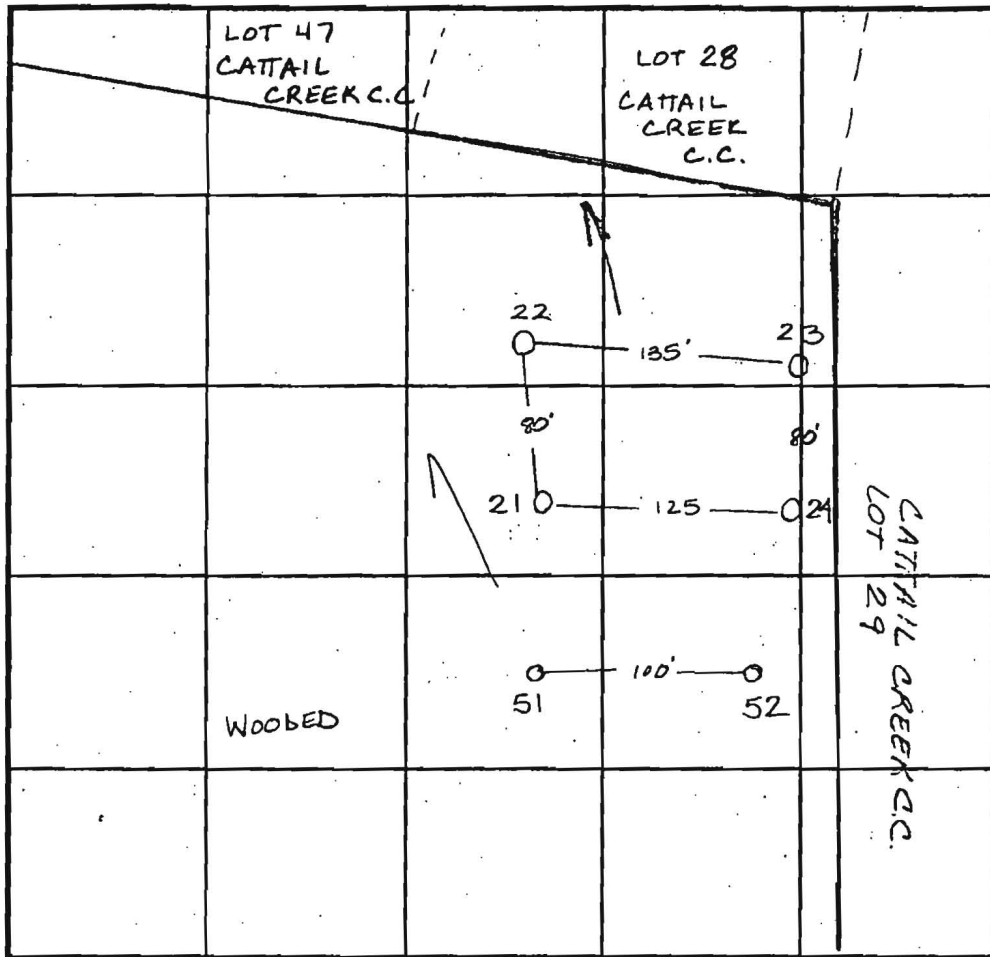 LOT 47
CATTAIL
CREEK C.C
LOT 28
CATTAIL
CREEK
C.C.
22
135'
23
80'
80'
21
125
24
CATTAIL CREEK C.C.
LOT 29
100'
51
52
WOODED